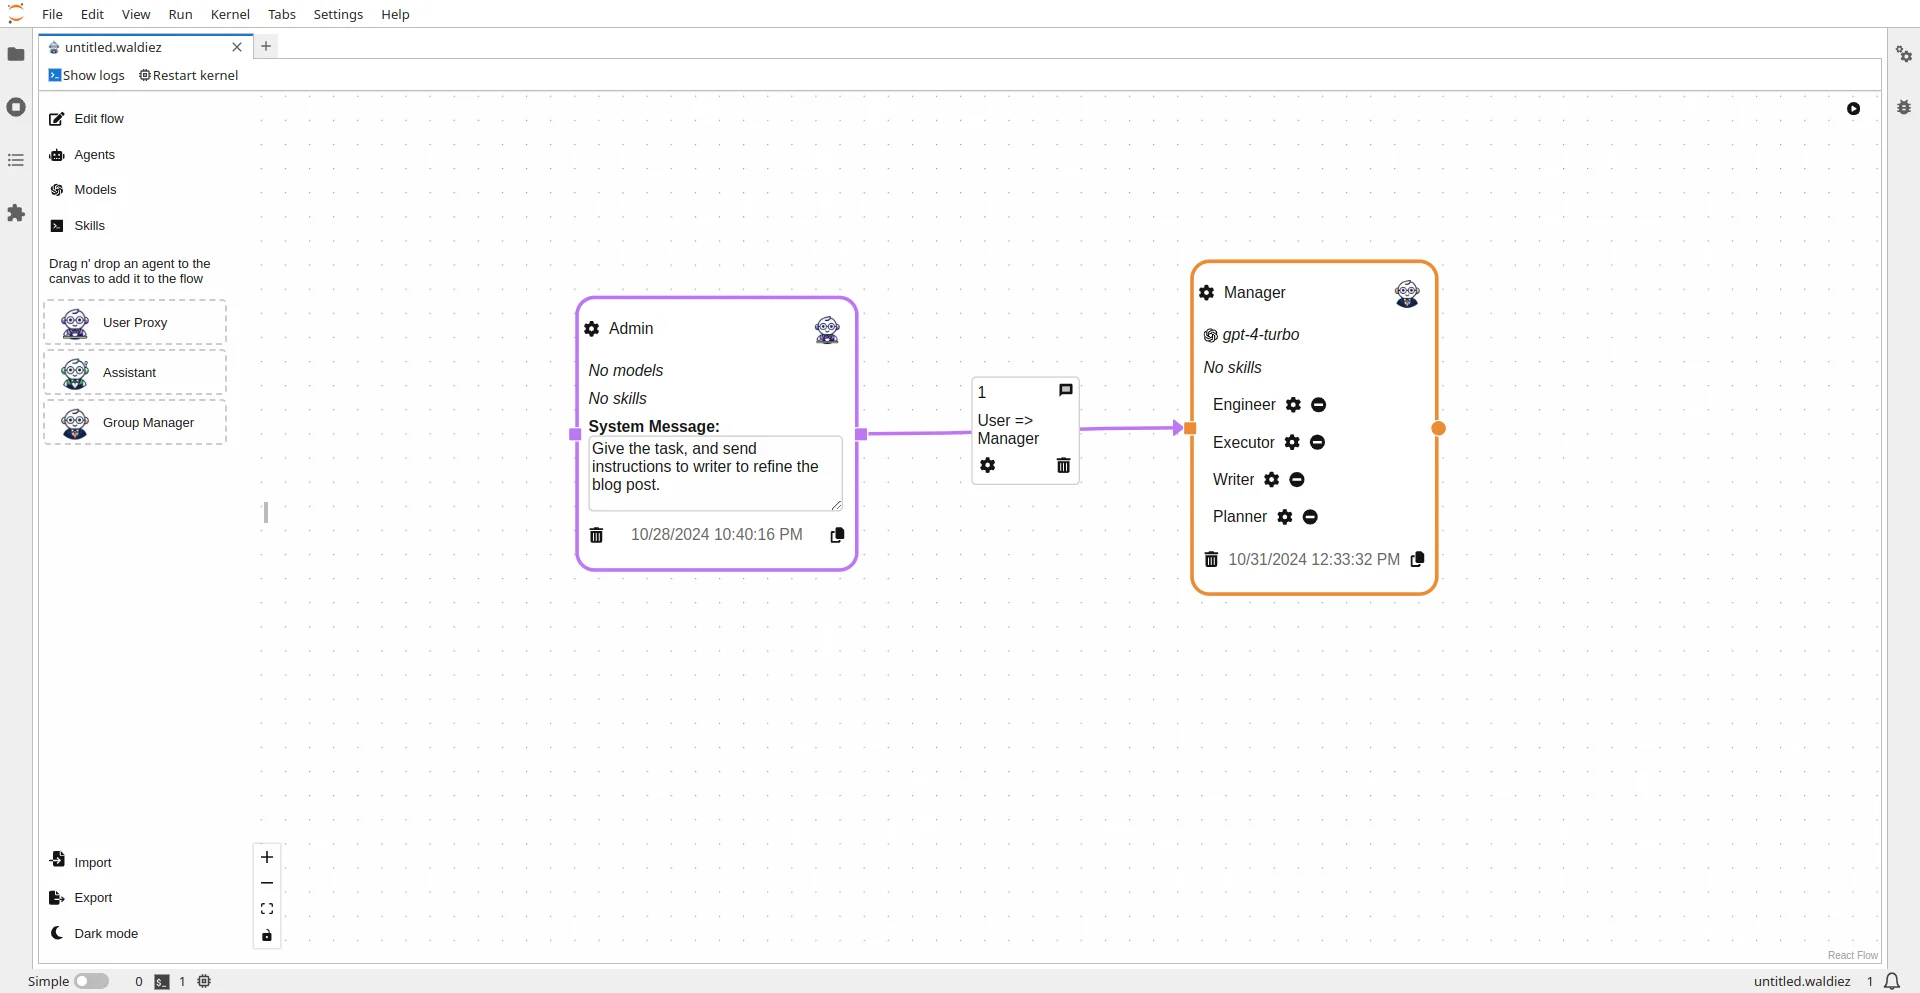 File Edit View Run Kernel Tabs Settings Help
untitled.waldiez
Show logs Restart kernel
Edit flow
Agents
Models
Skills
Drag n' drop an agent to the
canvas to add it to the flow
User Proxy
Assistant
Group Manager
Admin
No models
No skills
System Message:
Give the task, and send
instructions to writer to refine the
blog post.
10/28/2024 10:40:16 PM
1
User =>
Manager
Manager
gpt-4-turbo
No skills
Engineer
Executor
Writer
Planner
10/31/2024 12:33:32 PM
Import
Export
Dark mode
React Flow
Simple 0 1 untitled.waldiez 1